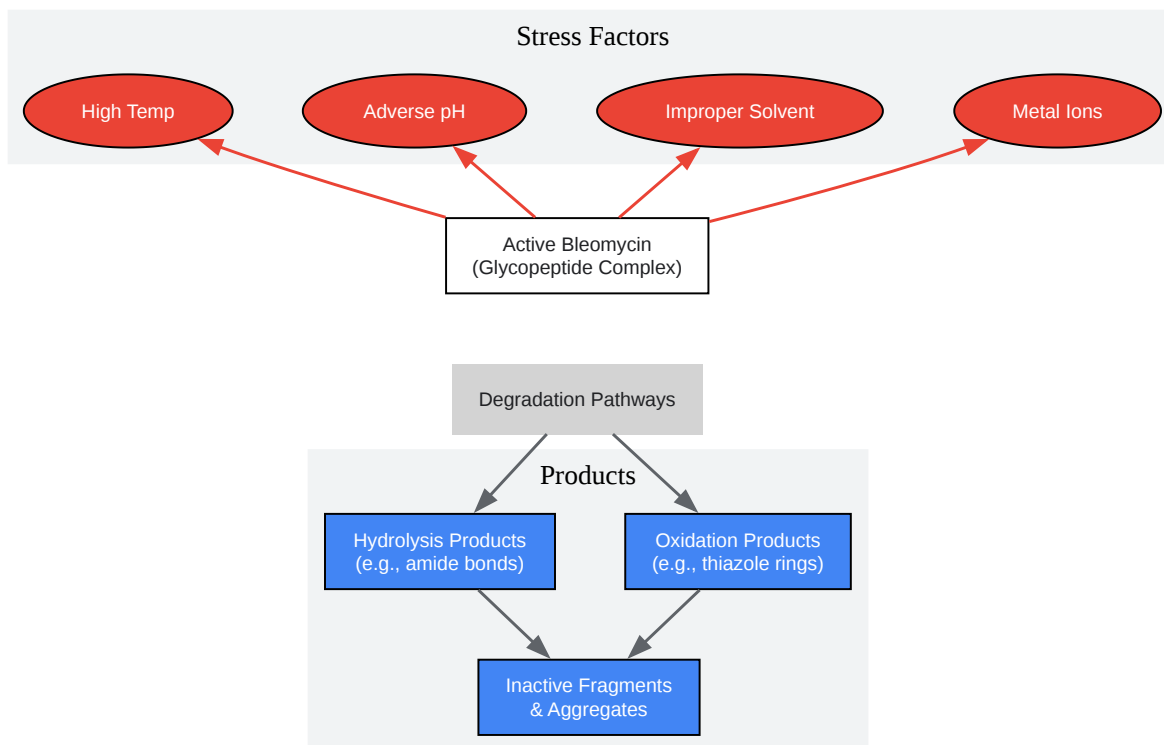 Stress Factors
High Temp
Adverse pH
Improper Solvent
Metal Ions
Active Bleomycin
(Glycopeptide Complex)
Degradation Pathways
Products
Hydrolysis Products
(e.g., amide bonds)
Oxidation Products
(e.g., thiazole rings)
Inactive Fragments
& Aggregates